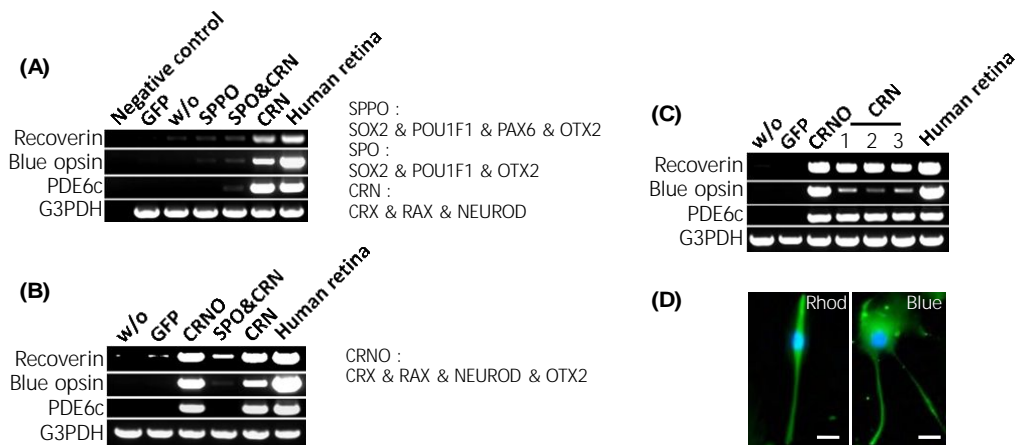 (A)
Negative control
GFP
w/o
SPPO
SPO&CRN
CRN
Human retina
Recoverin
Blue opsin
PDE6c
G3PDH
SPPO :
SOX2 & POU1F1 & PAX6 & OTX2
SPO :
SOX2 & POU1F1 & OTX2
CRN :
CRX & RAX & NEUROD
(B)
w/o
GFP
CRNO
SPO&CRN
CRN
Human retina
Recoverin
Blue opsin
PDE6c
G3PDH
CRNO :
CRX & RAX & NEUROD & OTX2
(C)
w/o
GFP
CRNO
CRN
1 2 3
Human retina
Recoverin
Blue opsin
PDE6c
G3PDH
(D)
Rhod
Blue